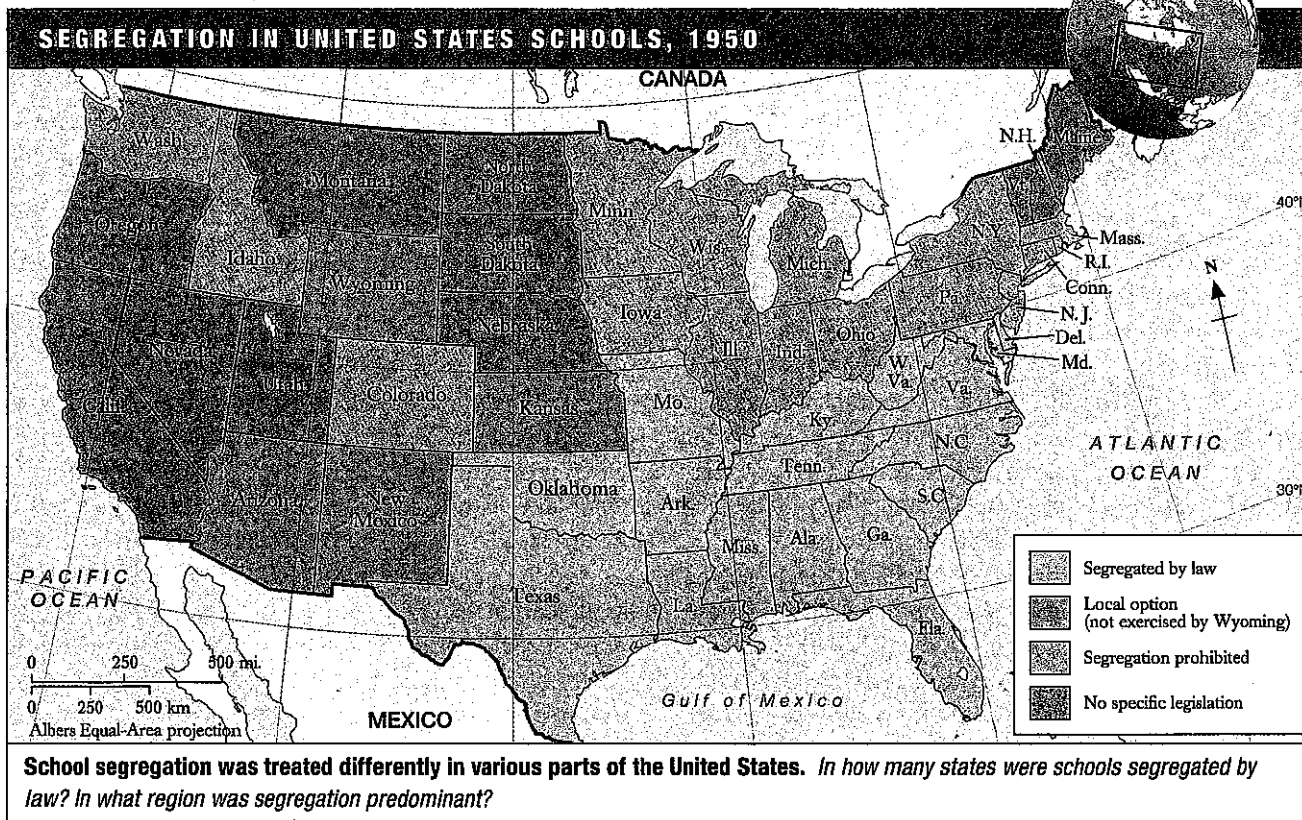 SEGREGATION IN UNITED STATES SCHOOLS, 1950
CANADA
N.H.
Maine
Wash.
Montana
North
Dakota
Minn.
Vt.
40°
Oregon
Idaho
South
Dakota
Wis.
Mich.
N.Y.
Mass.
R.I.
Conn.
N
Wyoming
Iowa
Pa.
N.J.
Nebraska
Ohio
Del.
Nevada
Utah
Ill.
Ind.
W.
Va.
Md.
Calif.
Colorado
Kansas
Mo.
Ky.
Va.
N.C.
ATLANTIC
OCEAN
Tenn.
Arizona
New
Mexico
Oklahoma
Ark.
S.C.
30°
Miss.
Ala.
Ga.
PACIFIC
OCEAN
Texas
La.
Fla.
Segregated by law
Local option
(not exercised by Wyoming)
Segregation prohibited
No specific legislation
0 250 500 mi.
0 250 500 km
Albers Equal-Area projection
MEXICO
Gulf of Mexico
School segregation was treated differently in various parts of the United States. In how many states were schools segregated by
law? In what region was segregation predominant?